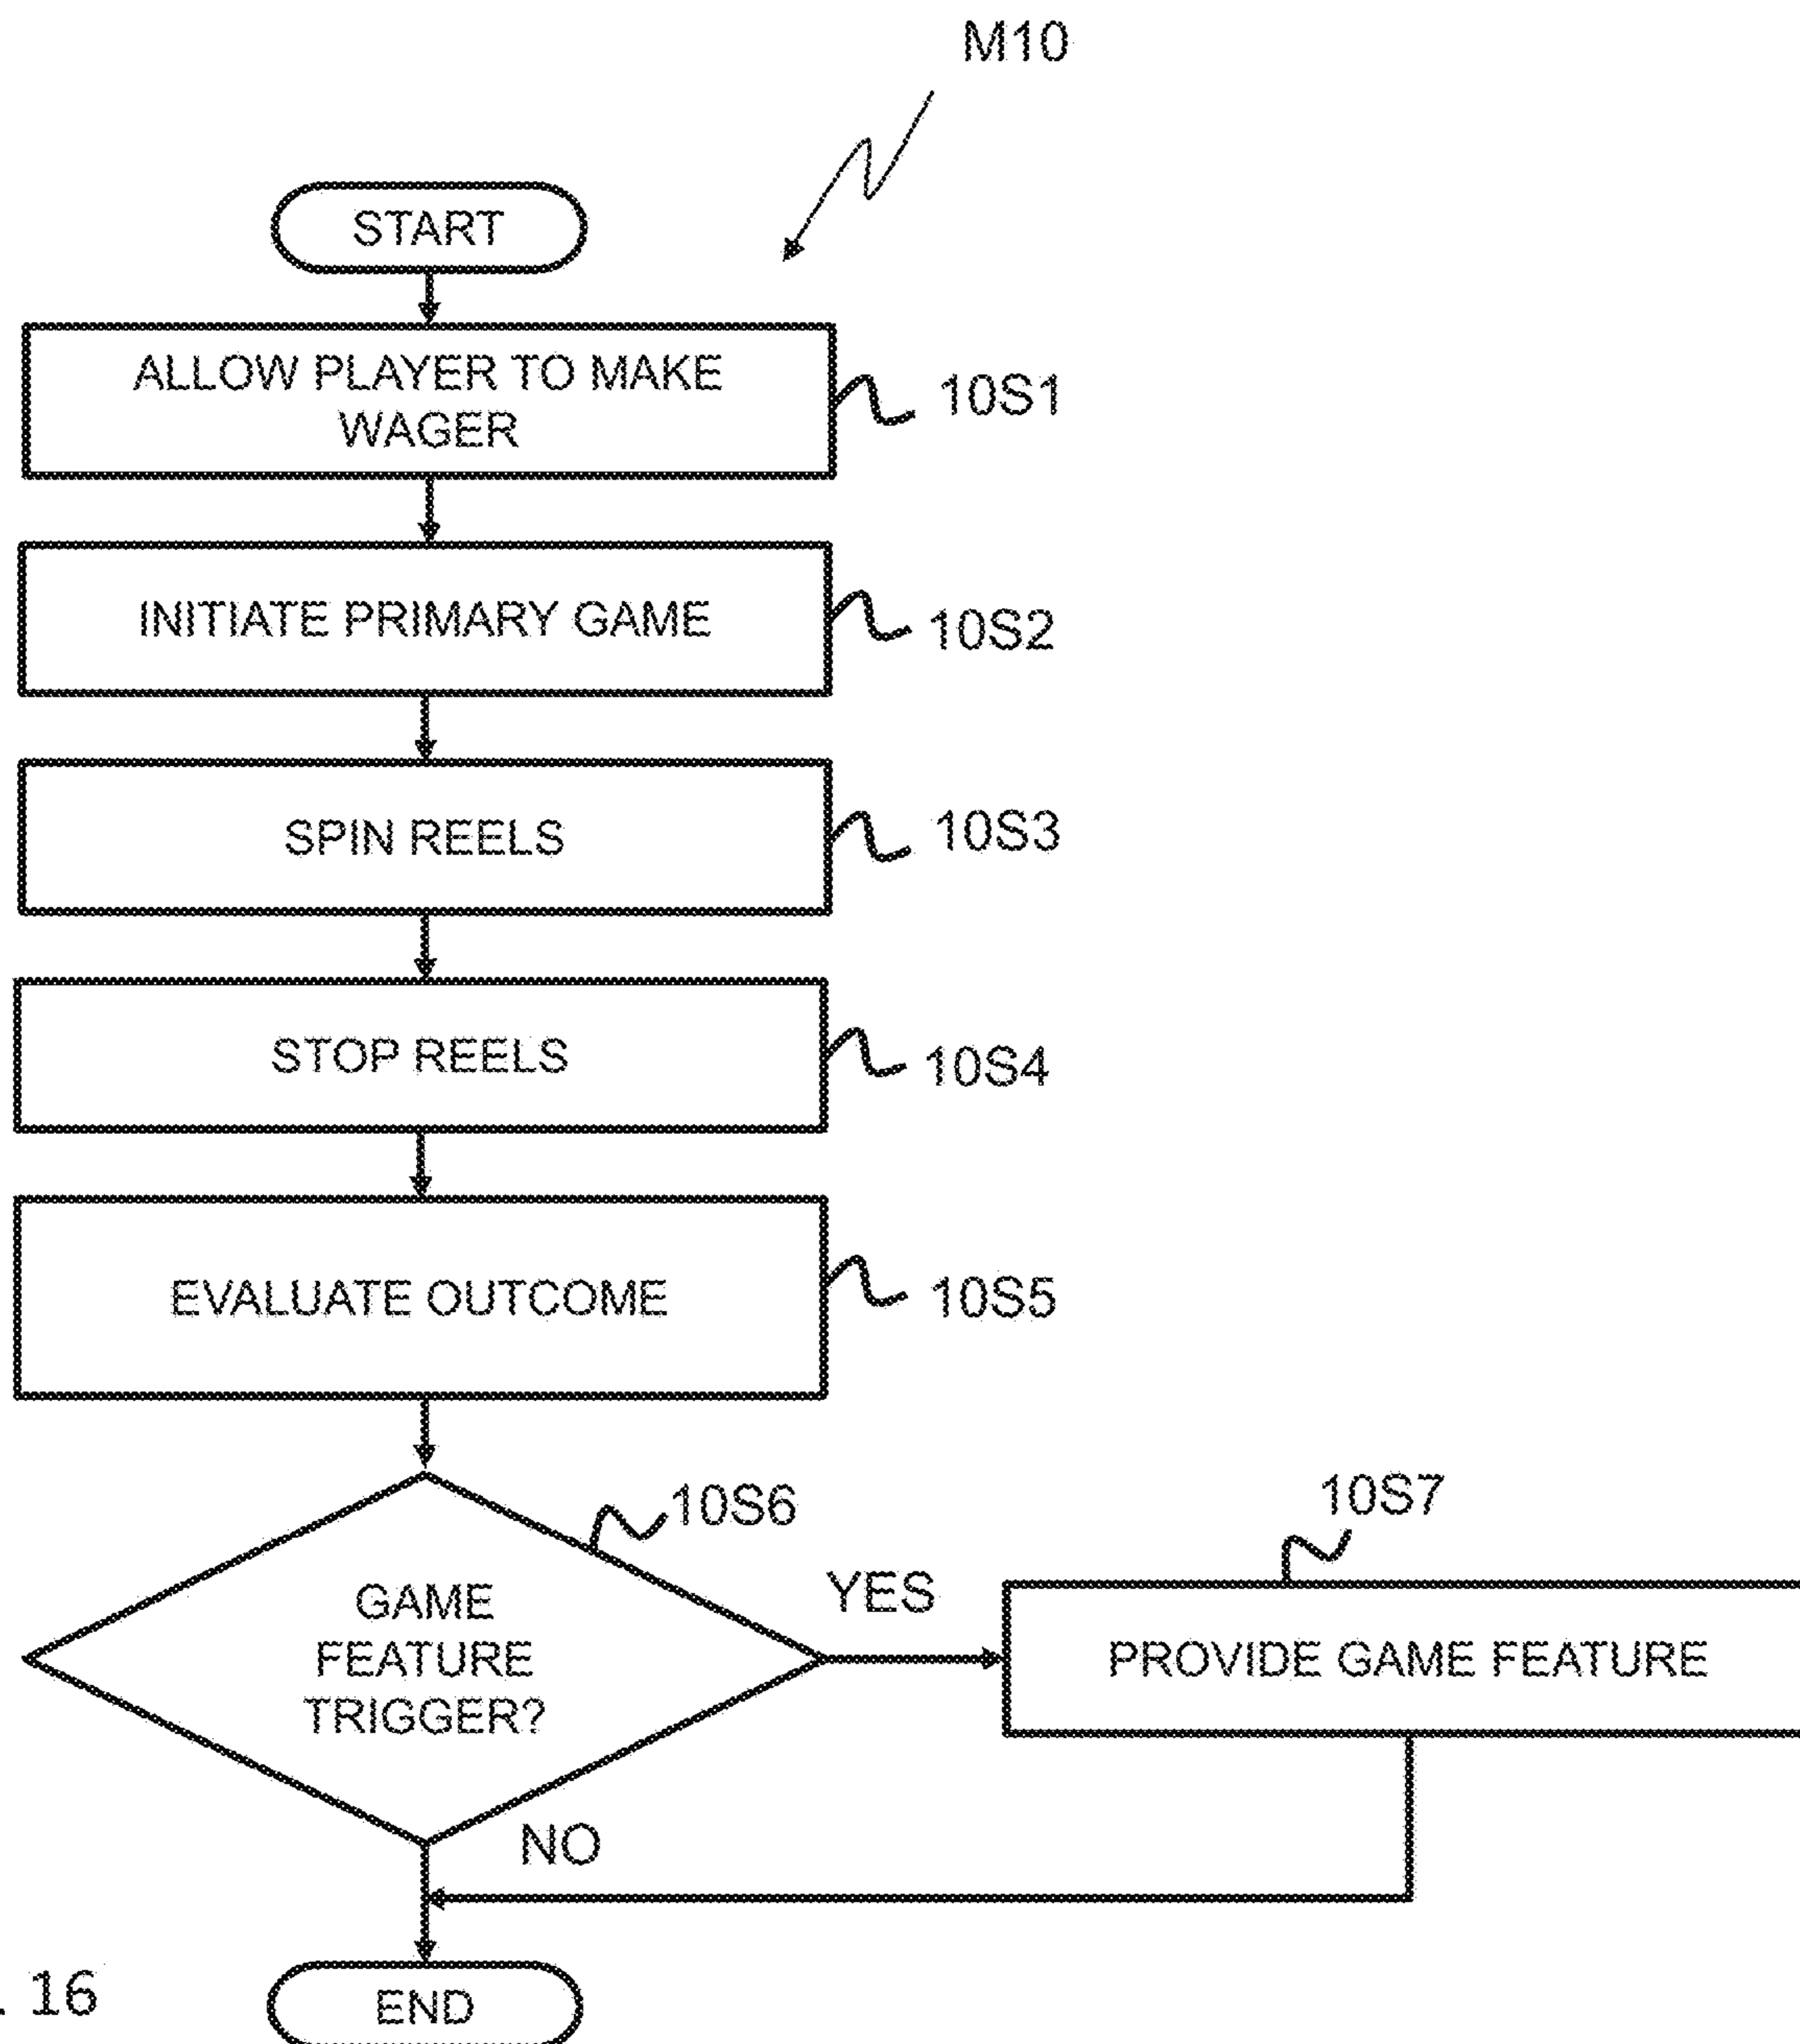 M10
START
ALLOW PLAYER TO MAKE
WAGER
10S1
INITIATE PRIMARY GAME
10S2
SPIN REELS
10S3
STOP REELS
10S4
EVALUATE OUTCOME
10S5
10S6
GAME
FEATURE
TRIGGER?
YES
10S7
PROVIDE GAME FEATURE
NO
END
. 16